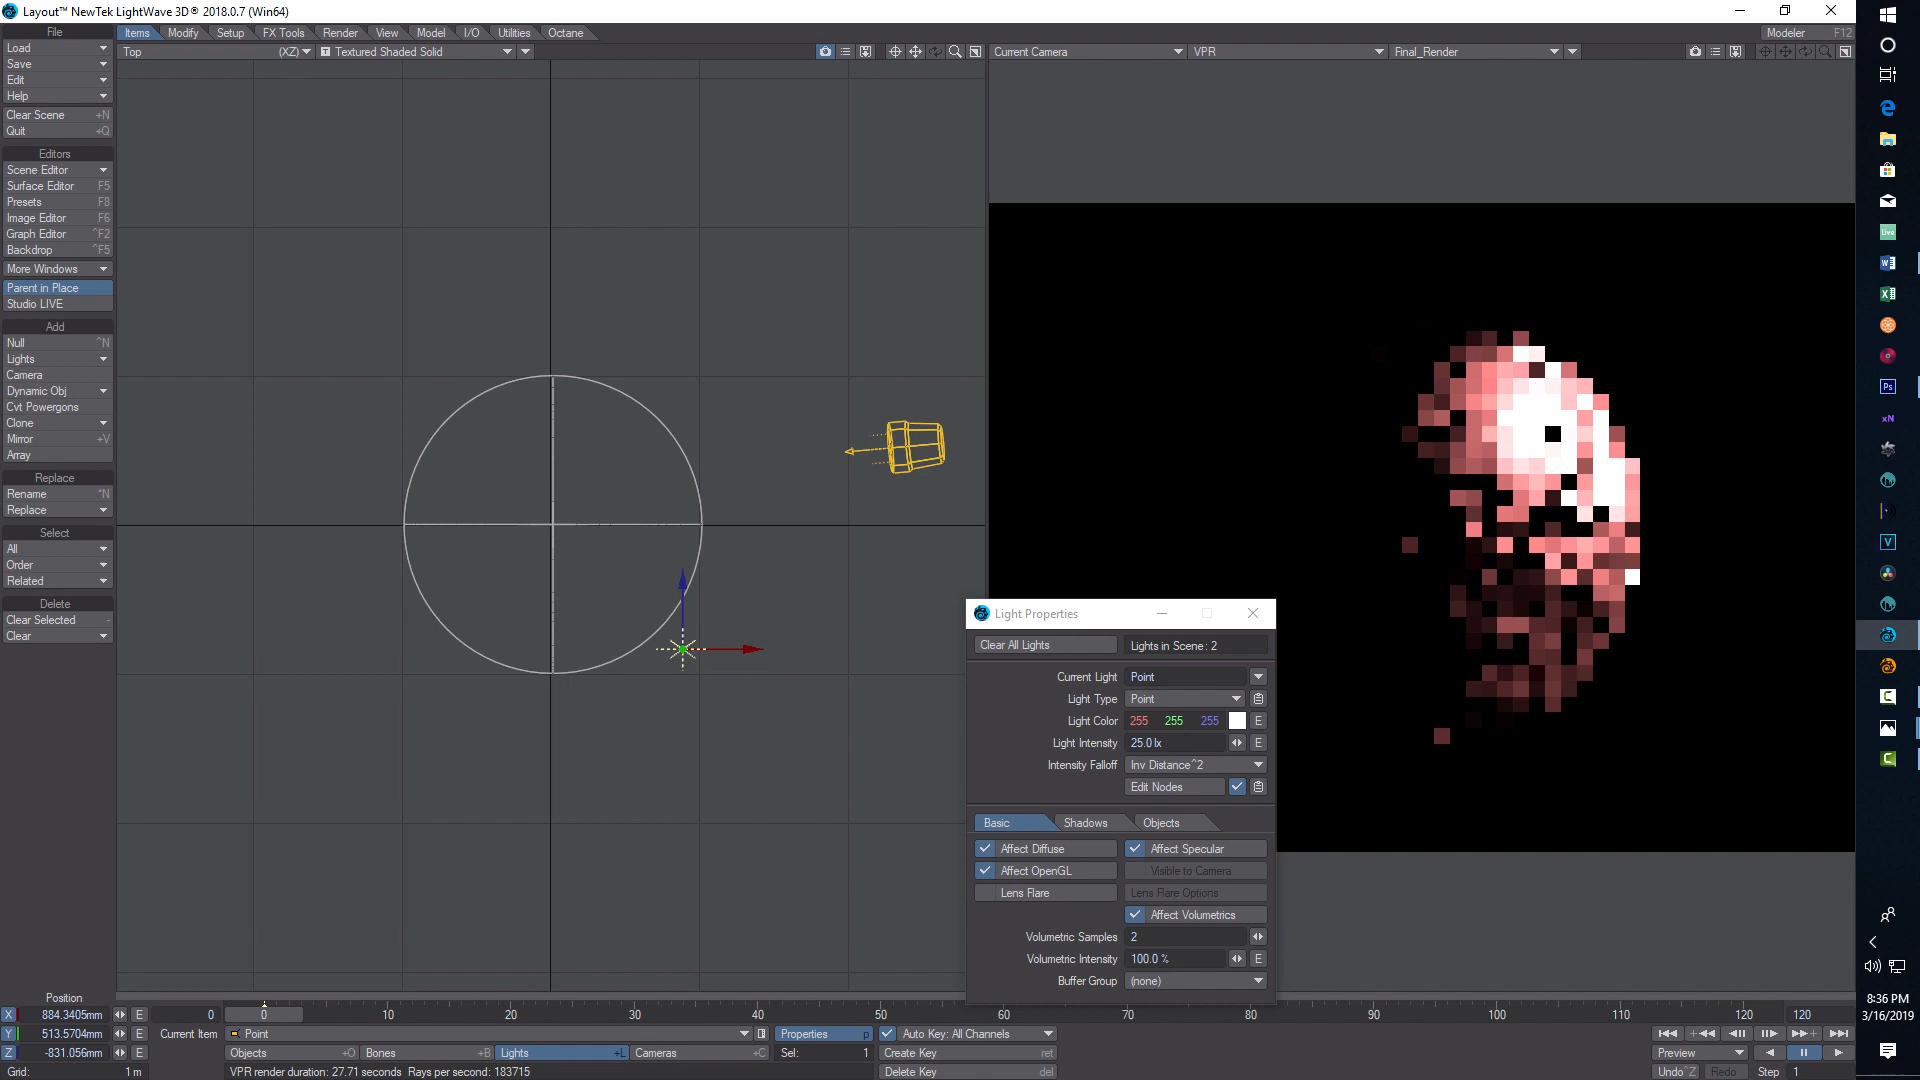 Layout™ NewTek LightWave 3D® 2018.0.7 (Win64)
File
Items Modify Setup FX Tools Render View Model I/O Utilities Octane
Modeler F12
Load
Top (XZ) Textured Shaded Solid
Current Camera VPR Final_Render
Save
Edit
Help
Clear Scene +N
Quit +Q
Editors
Scene Editor
Surface Editor F5
Presets F8
Image Editor F6
Graph Editor ^F2
Backdrop ^F5
More Windows
Parent in Place
Studio LIVE
Add
Null ^N
Lights
Camera
Dynamic Obj
Cvt Powergons
Clone
Mirror +V
Array
Replace
Rename *N
Replace
Select
All
Order
Related
Delete
Clear Selected -
Clear
Light Properties
Clear All Lights Lights in Scene: 2
Current Light Point
Light Type Point
Light Color 255 255 255 E
Light Intensity 25.0 lx E
Intensity Falloff Inv Distance^2
Edit Nodes
Basic Shadows Objects
Affect Diffuse Affect Specular
Affect OpenGL Visible to Camera
Lens Flare Lens Flare Options
Affect Volumetrics
Volumetric Samples 2
Volumetric Intensity 100.0 % E
Buffer Group (none)
Position
X 884.3405mm E 0 0 10 20 30 40 50 60 70 80 90 100 110 120 120
Y 513.5704mm E Current Item Point Properties p Auto Key: All Channels
Z -831.056mm E Objects +O Bones +B Lights +L Cameras +C Sel: 1 Create Key ret Preview
Grid: 1 m VPR render duration: 27.71 seconds Rays per second: 183715 Delete Key del Undo ^Z Redo Step 1
Live
W
X
Ps
xN
V
C
C
8:36 PM
3/16/2019